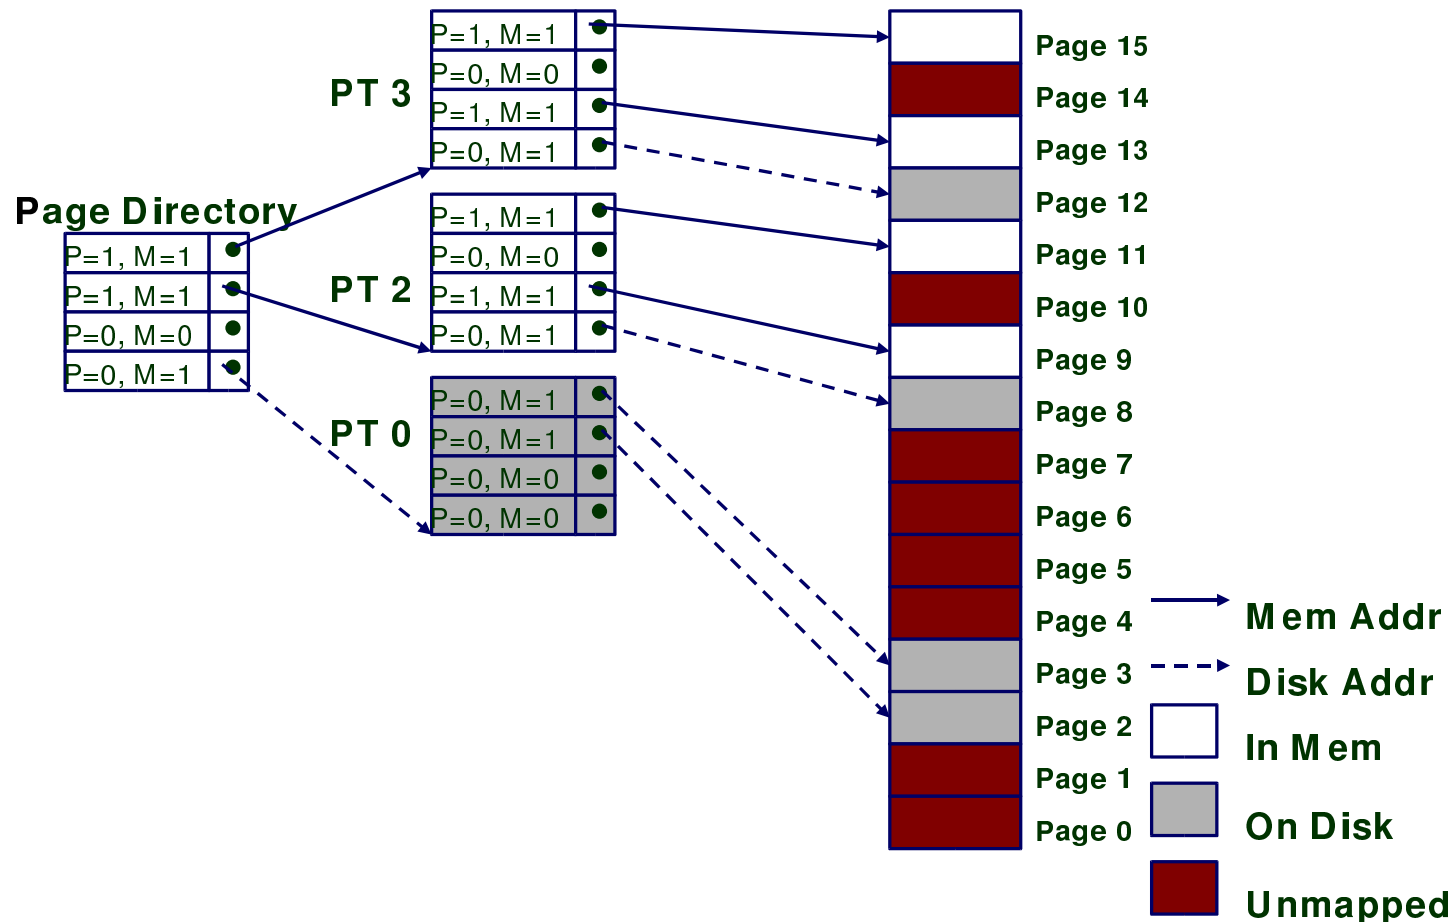 Page Directory
P=1, M=1
P=1, M=1
P=0, M=0
P=0, M=1
PT 3
P=1, M=1
P=0, M=0
P=1, M=1
P=0, M=1
PT 2
P=1, M=1
P=0, M=0
P=1, M=1
P=0, M=1
PT 0
P=0, M=1
P=0, M=1
P=0, M=0
P=0, M=0
Page 15
Page 14
Page 13
Page 12
Page 11
Page 10
Page 9
Page 8
Page 7
Page 6
Page 5
Page 4
Page 3
Page 2
Page 1
Page 0
Mem Addr
Disk Addr
In Mem
On Disk
Unmapped